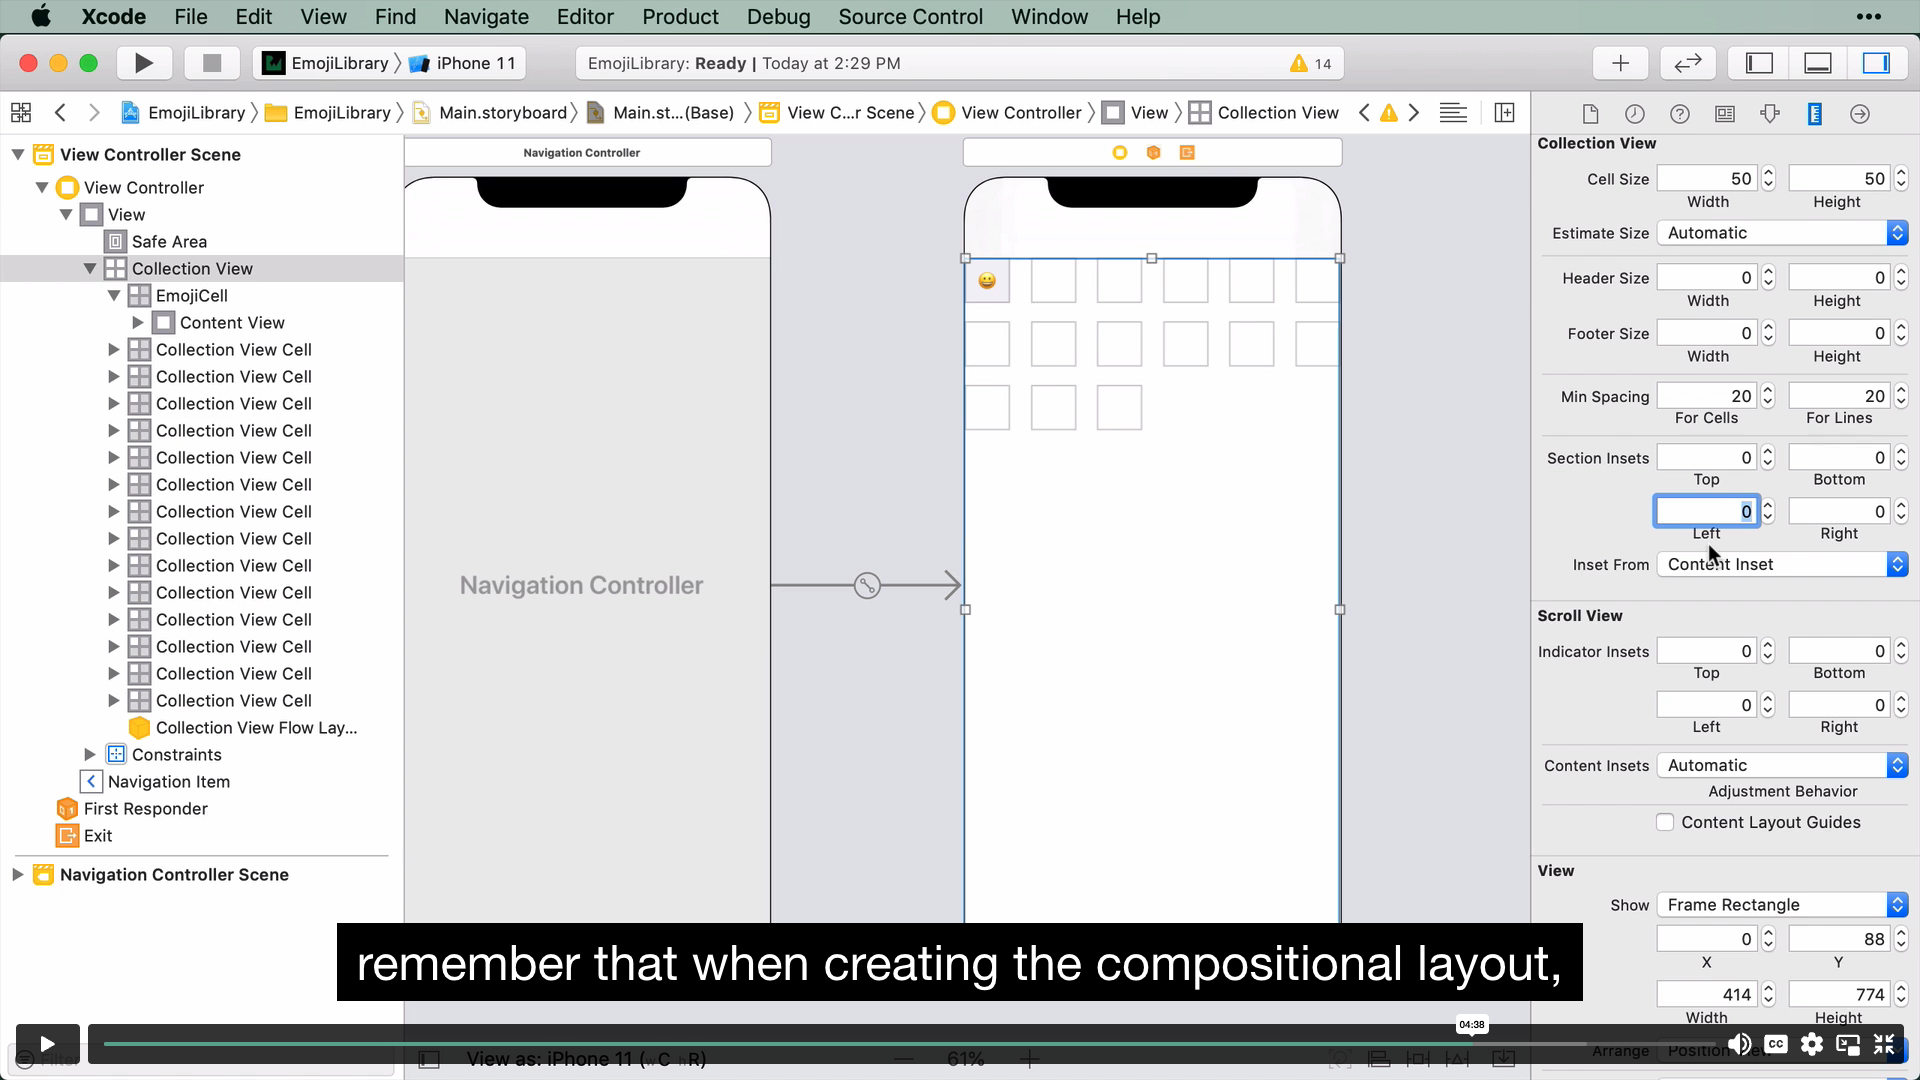 Xcode File Edit View Find Navigate Editor Product Debug Source Control Window Help •••
EmojiLibrary 〉 iPhone 11
EmojiLibrary: Ready | Today at 2:29 PM 14
EmojiLibrary 〉 EmojiLibrary 〉 Main.storyboard 〉 Main.st...(Base) 〉 View C...r Scene 〉 View Controller 〉 View 〉 Collection View
View Controller Scene
View Controller
View
Safe Area
Collection View
EmojiCell
Content View
Collection View Cell
Collection View Cell
Collection View Cell
Collection View Cell
Collection View Cell
Collection View Cell
Collection View Cell
Collection View Cell
Collection View Cell
Collection View Cell
Collection View Cell
Collection View Cell
Collection View Cell
Collection View Cell
Collection View Flow Lay...
Constraints
Navigation Item
First Responder
Exit
Navigation Controller Scene
Filter
Navigation Controller
Navigation Controller
View as: iPhone 11 (wC hR)
61%
Collection View
Cell Size 50 50
Width Height
Estimate Size Automatic
Header Size 0 0
Width Height
Footer Size 0 0
Width Height
Min Spacing 20 20
For Cells For Lines
Section Insets 0 0
Top Bottom
0 0
Left Right
Inset From Content Inset
Scroll View
Indicator Insets 0 0
Top Bottom
0 0
Left Right
Content Insets Automatic
Adjustment Behavior
Content Layout Guides
View
Show Frame Rectangle
0 88
X Y
414 774
Width Height
Arrange Position View
remember that when creating the compositional layout,
04:38
CC